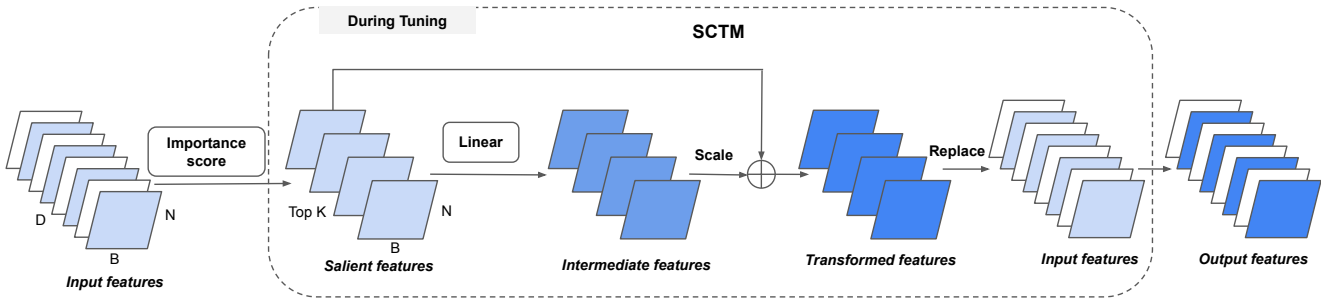 During Tuning
SCTM
Importance
score
Linear
Scale
Replace
D
N
B
Top K
N
B
Input features
Salient features
Intermediate features
Transformed features
Input features
Output features